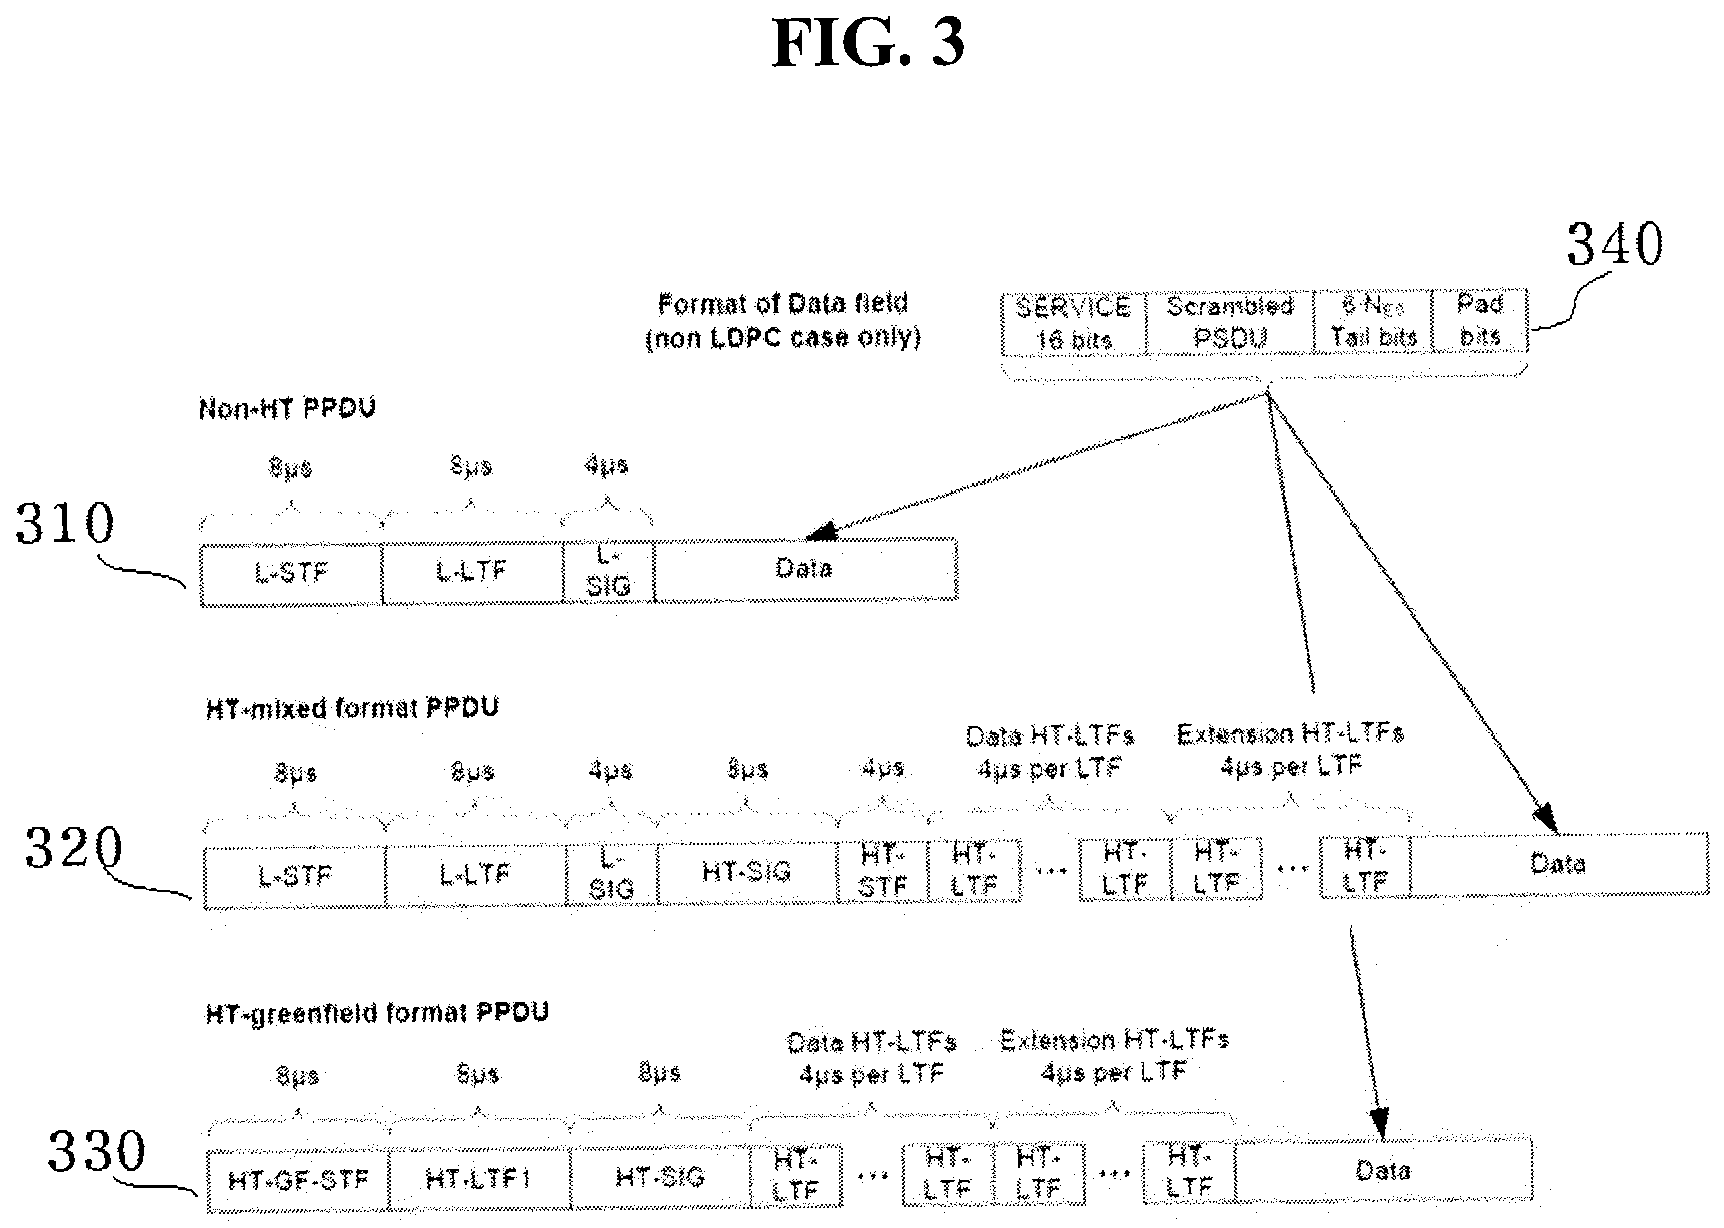 FIG. 3
340
Format of Data field
(non LDPC case only)
SERVICE
16 bits
Scrambled
PSDU
6·NES
Tail bits
Pad
bits
Non-HT PPDU
8µs
8µs
4µs
310
L-STF
L-LTF
L-
SIG
Data
HT-mixed format PPDU
Data HT-LTFs
4µs per LTF
Extension HT-LTFs
4µs per LTF
8µs
8µs
4µs
8µs
4µs
320
L-STF
L-LTF
L-
SIG
HT-SIG
HT-
STF
HT-
LTF
...
HT-
LTF
HT-
LTF
...
HT-
LTF
Data
HT-greenfield format PPDU
Data HT-LTFs
4µs per LTF
Extension HT-LTFs
4µs per LTF
8µs
8µs
8µs
330
HT-GF-STF
HT-LTF1
HT-SIG
HT-
LTF
...
HT-
LTF
HT-
LTF
...
HT-
LTF
Data